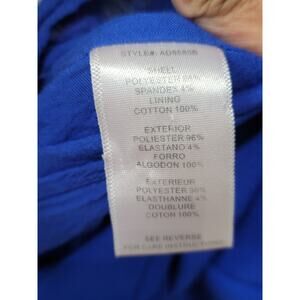 STYLE#:
SHELL
POLYESTER 96%
SPANDEX 4%
LINING
COTTON 100%
EXTERIOR
POLIESTER 96%
ELASTANO 4%
FORRO
ALGODON 100%
EXTERIEUR
POLYESTER 96%
ELASTHANNE 4%
DOUBLURE
COTON 100%
SEE REVERSE
FOR CARE INSTRUCTIONS